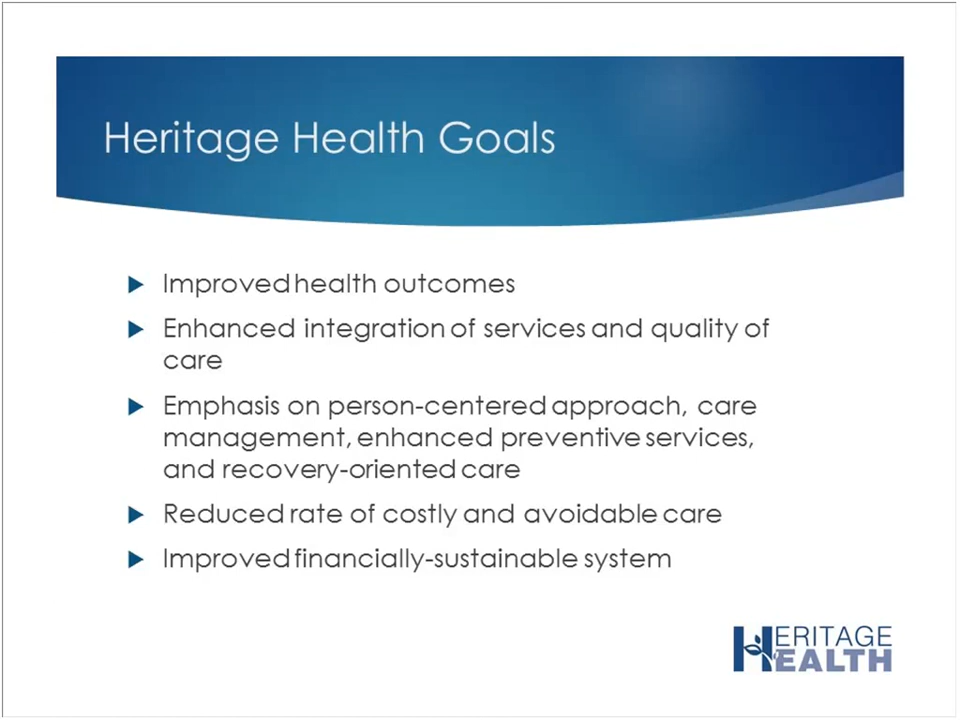 Heritage Health Goals
Improved health outcomes
Enhanced integration of services and quality of
care
Emphasis on person-centered approach, care
management, enhanced preventive services,
and recovery-oriented care
Reduced rate of costly and avoidable care
Improved financially-sustainable system
HERITAGE
HEALTH